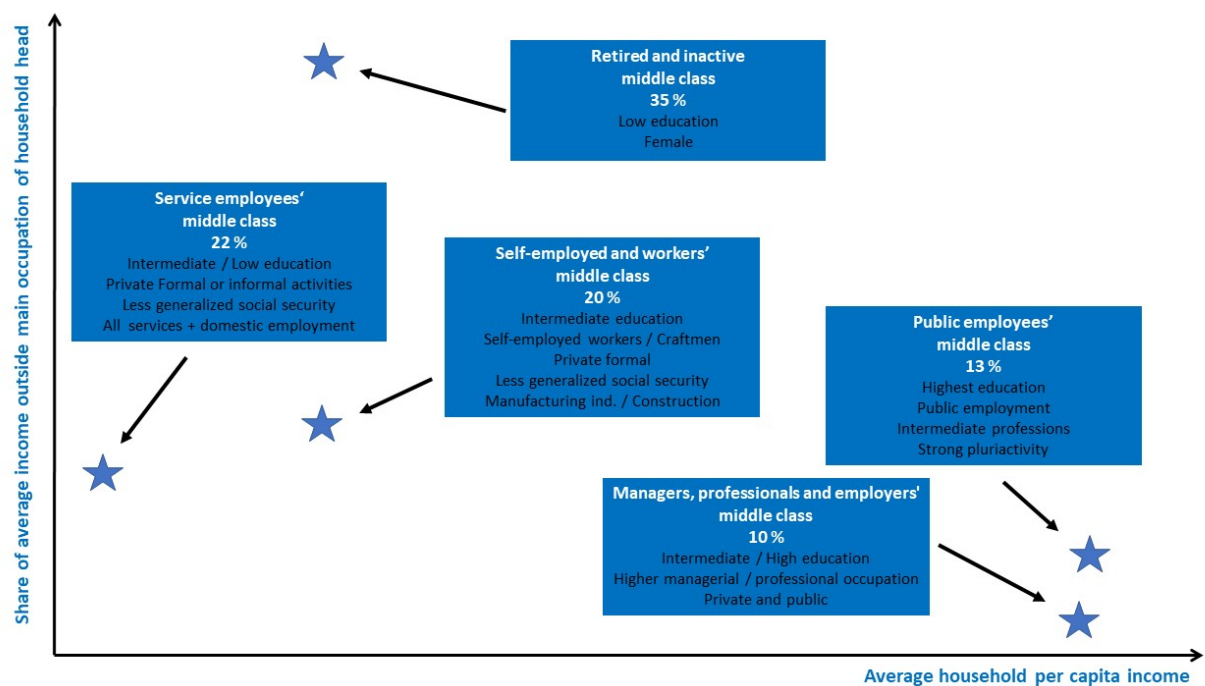 Share of average income outside main occupation of household head
Retired and inactive
middle class
35 %
Low education
Female
Service employees‘
middle class
22 %
Intermediate / Low education
Private Formal or informal activities
Less generalized social security
All services + domestic employment
Self-employed and workers’
middle class
20 %
Intermediate education
Self-employed workers / Craftmen
Private formal
Less generalized social security
Manufacturing ind. / Construction
Public employees’
middle class
13 %
Highest education
Public employment
Intermediate professions
Strong pluriactivity
Managers, professionals and employers'
middle class
10 %
Intermediate / High education
Higher managerial / professional occupation
Private and public
Average household per capita income